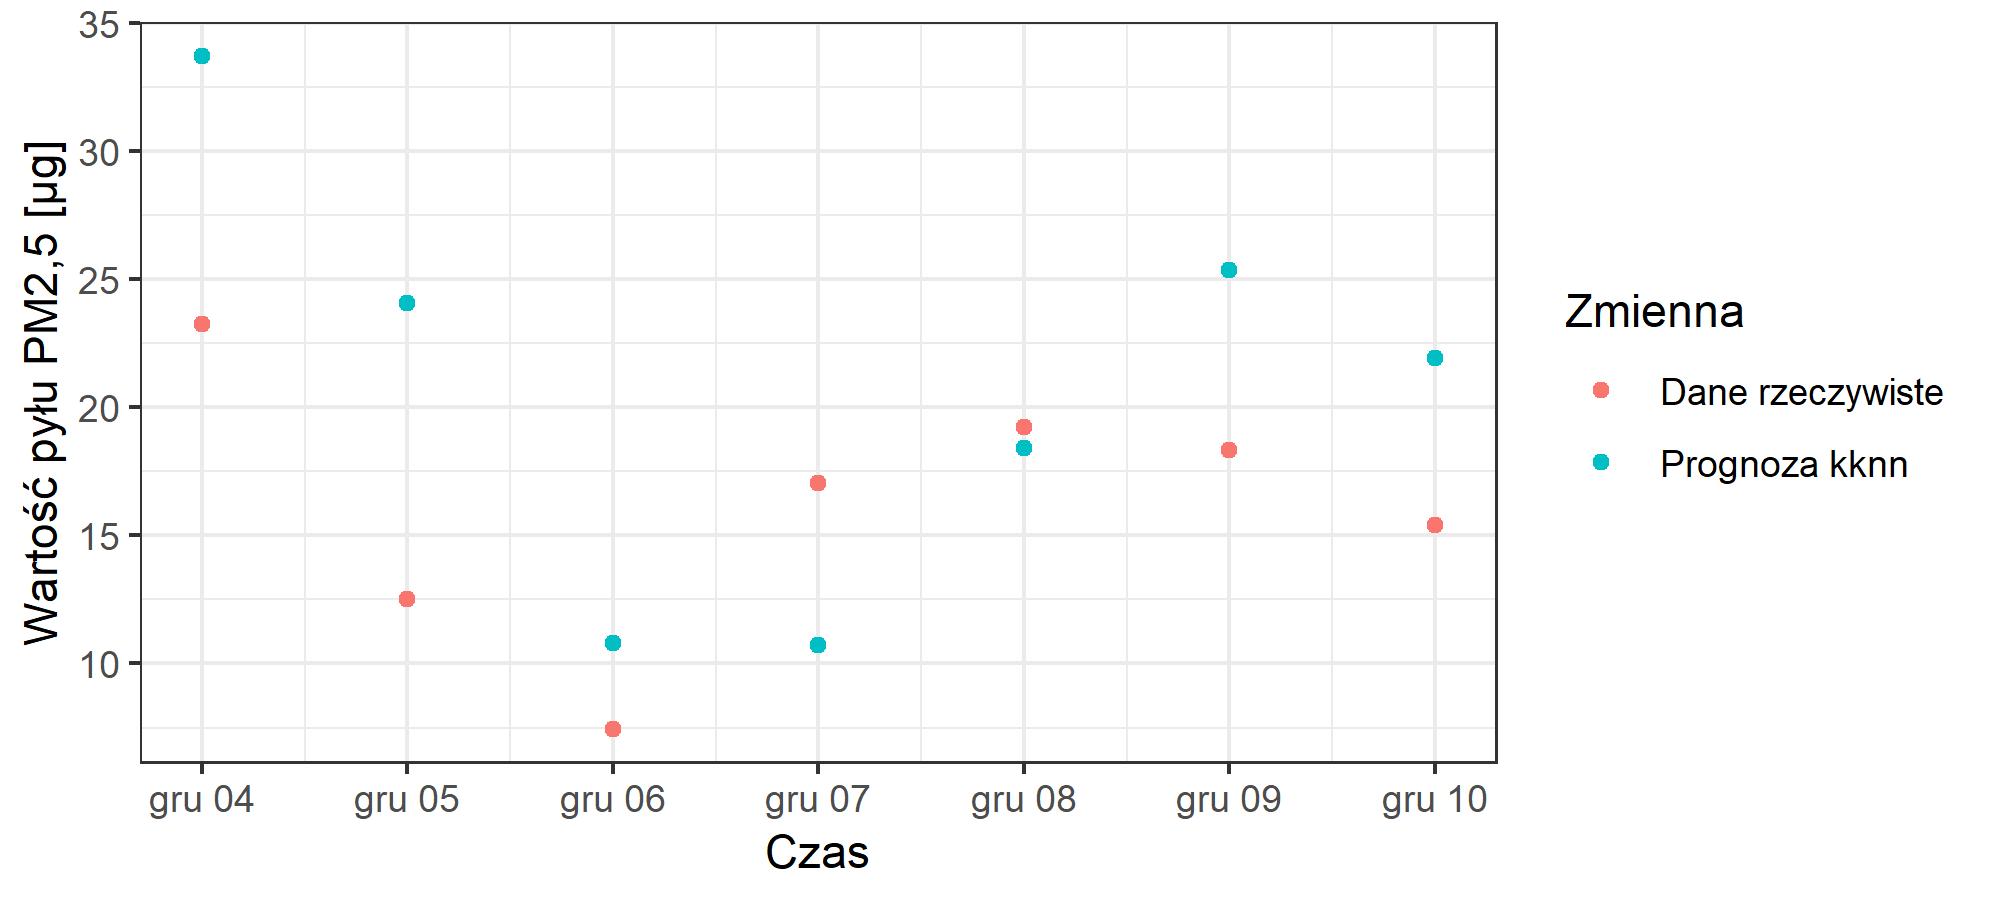 Wartość pyłu PM2,5 [µg]
35
30
25
20
15
10
gru 04 gru 05 gru 06 gru 07 gru 08 gru 09 gru 10
Czas
Zmienna
Dane rzeczywiste
Prognoza kknn